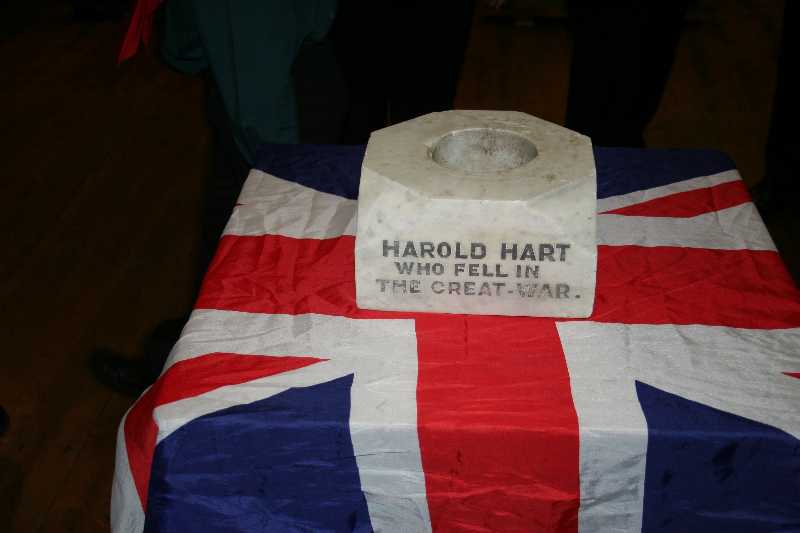 HAROLD HART
WHO FELL IN
THE GREAT-WAR.